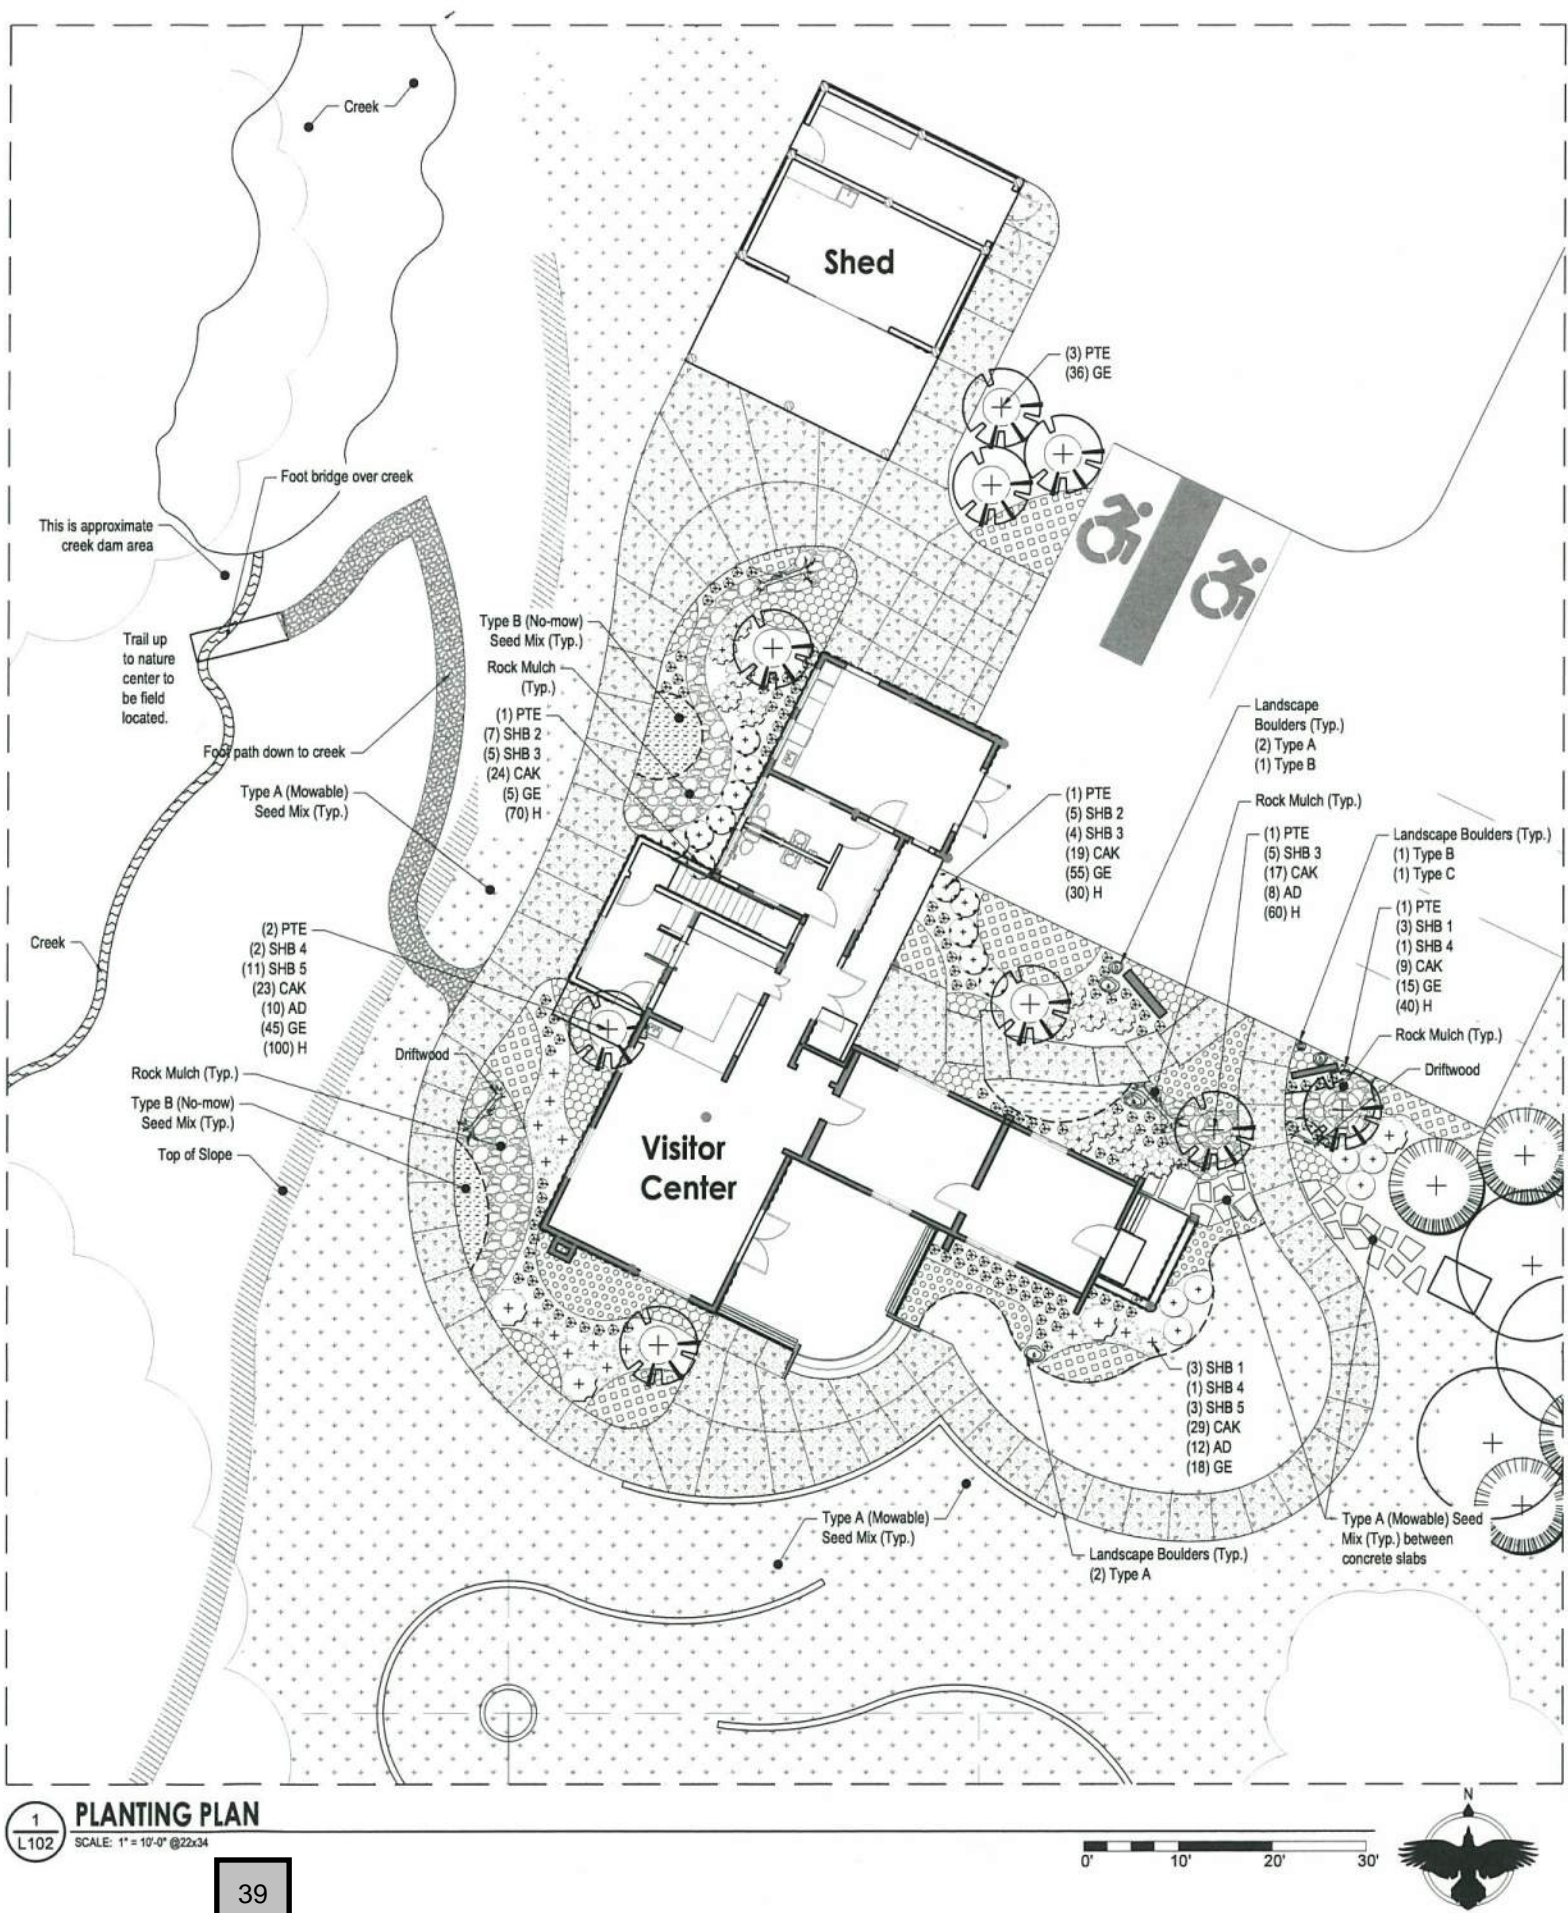 Creek
Shed
(3) PTE
(36) GE
Foot bridge over creek
This is approximate
creek dam area
Trail up
to nature
center to
be field
located.
Type B (No-mow)
Seed Mix (Typ.)
Rock Mulch
(Typ.)
(1) PTE
(7) SHB 2
(5) SHB 3
(24) CAK
(5) GE
(70) H
Foot path down to creek
Type A (Mowable)
Seed Mix (Typ.)
Landscape
Boulders (Typ.)
(2) Type A
(1) Type B
Rock Mulch (Typ.)
(1) PTE
(5) SHB 2
(4) SHB 3
(19) CAK
(55) GE
(30) H
(1) PTE
(5) SHB 3
(17) CAK
(8) AD
(60) H
Landscape Boulders (Typ.)
(1) Type B
(1) Type C
(1) PTE
(3) SHB 1
(1) SHB 4
(9) CAK
(15) GE
(40) H
Rock Mulch (Typ.)
Driftwood
Creek
(2) PTE
(2) SHB 4
(11) SHB 5
(23) CAK
(10) AD
(45) GE
(100) H
Driftwood
Rock Mulch (Typ.)
Type B (No-mow)
Seed Mix (Typ.)
Top of Slope
Visitor
Center
(3) SHB 1
(1) SHB 4
(3) SHB 5
(29) CAK
(12) AD
(18) GE
Type A (Mowable)
Seed Mix (Typ.)
Landscape Boulders (Typ.)
(2) Type A
Type A (Mowable) Seed
Mix (Typ.) between
concrete slabs
1
L102
PLANTING PLAN
SCALE: 1" = 10'-0" @22x34
0' 10' 20' 30'
N
39